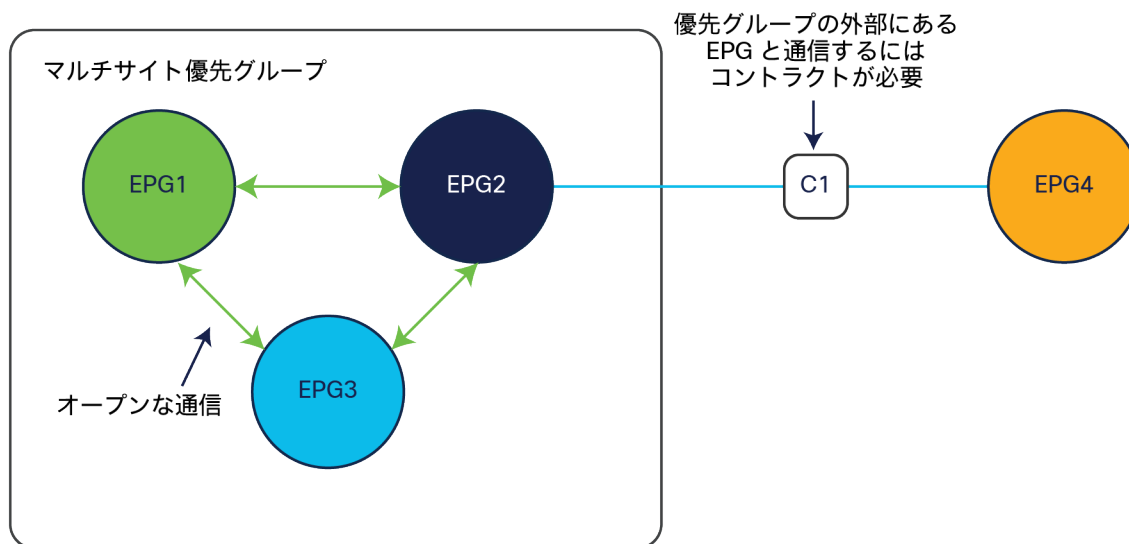 優先グループの外部にある
EPG と通信するには
コントラクトが必要
マルチサイト優先グループ
EPG1
EPG2
C1
EPG4
EPG3
オープンな通信